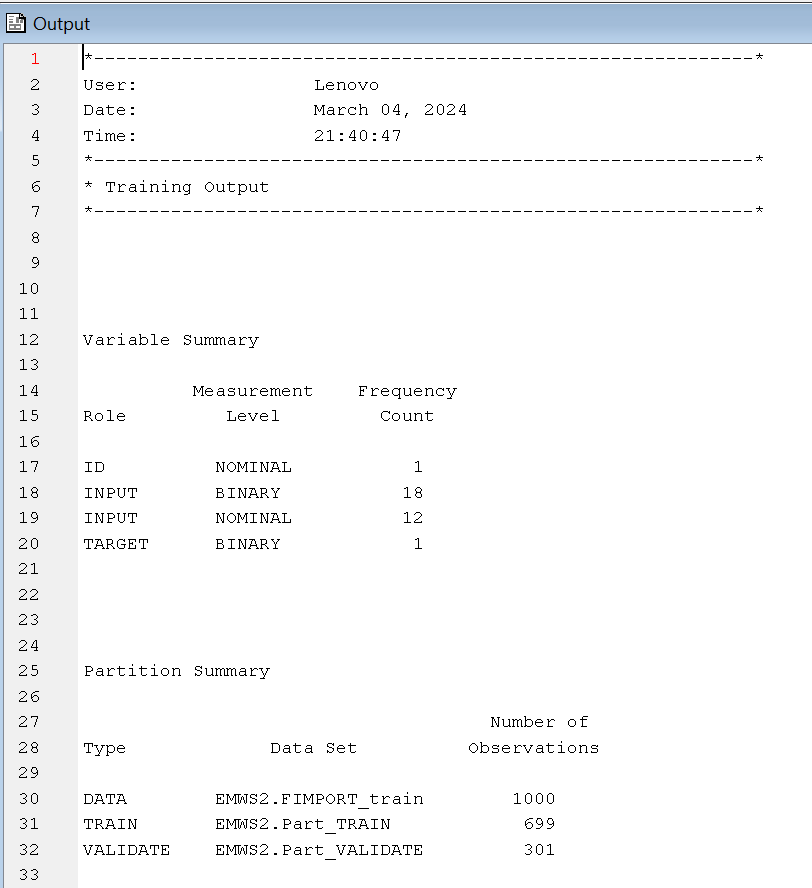 Output
1 *------------------------------------------------------------*
2 User: Lenovo
3 Date: March 04, 2024
4 Time: 21:40:47
5 *------------------------------------------------------------*
6 * Training Output
7 *------------------------------------------------------------*
8
9
10
11
12 Variable Summary
13
14 Measurement Frequency
15 Role Level Count
16
17 ID NOMINAL 1
18 INPUT BINARY 18
19 INPUT NOMINAL 12
20 TARGET BINARY 1
21
22
23
24
25 Partition Summary
26
27 Number of
28 Type Data Set Observations
29
30 DATA EMWS2.FIMPORT_train 1000
31 TRAIN EMWS2.Part_TRAIN 699
32 VALIDATE EMWS2.Part_VALIDATE 301
33